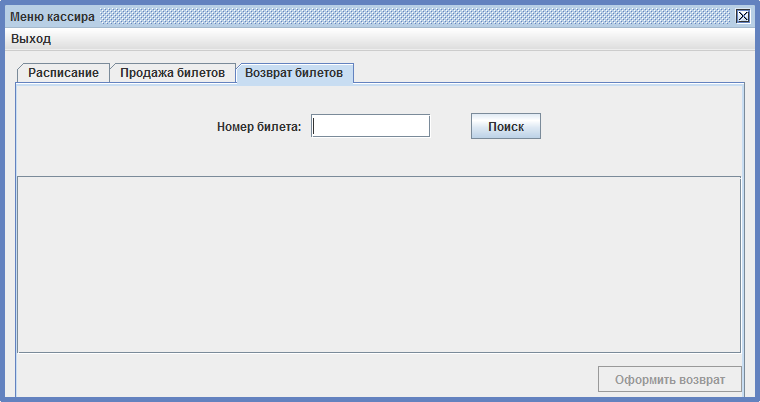 Меню кассира
Выход
Расписание Продажа билетов Возврат билетов
Номер билета: Поиск
Оформить возврат